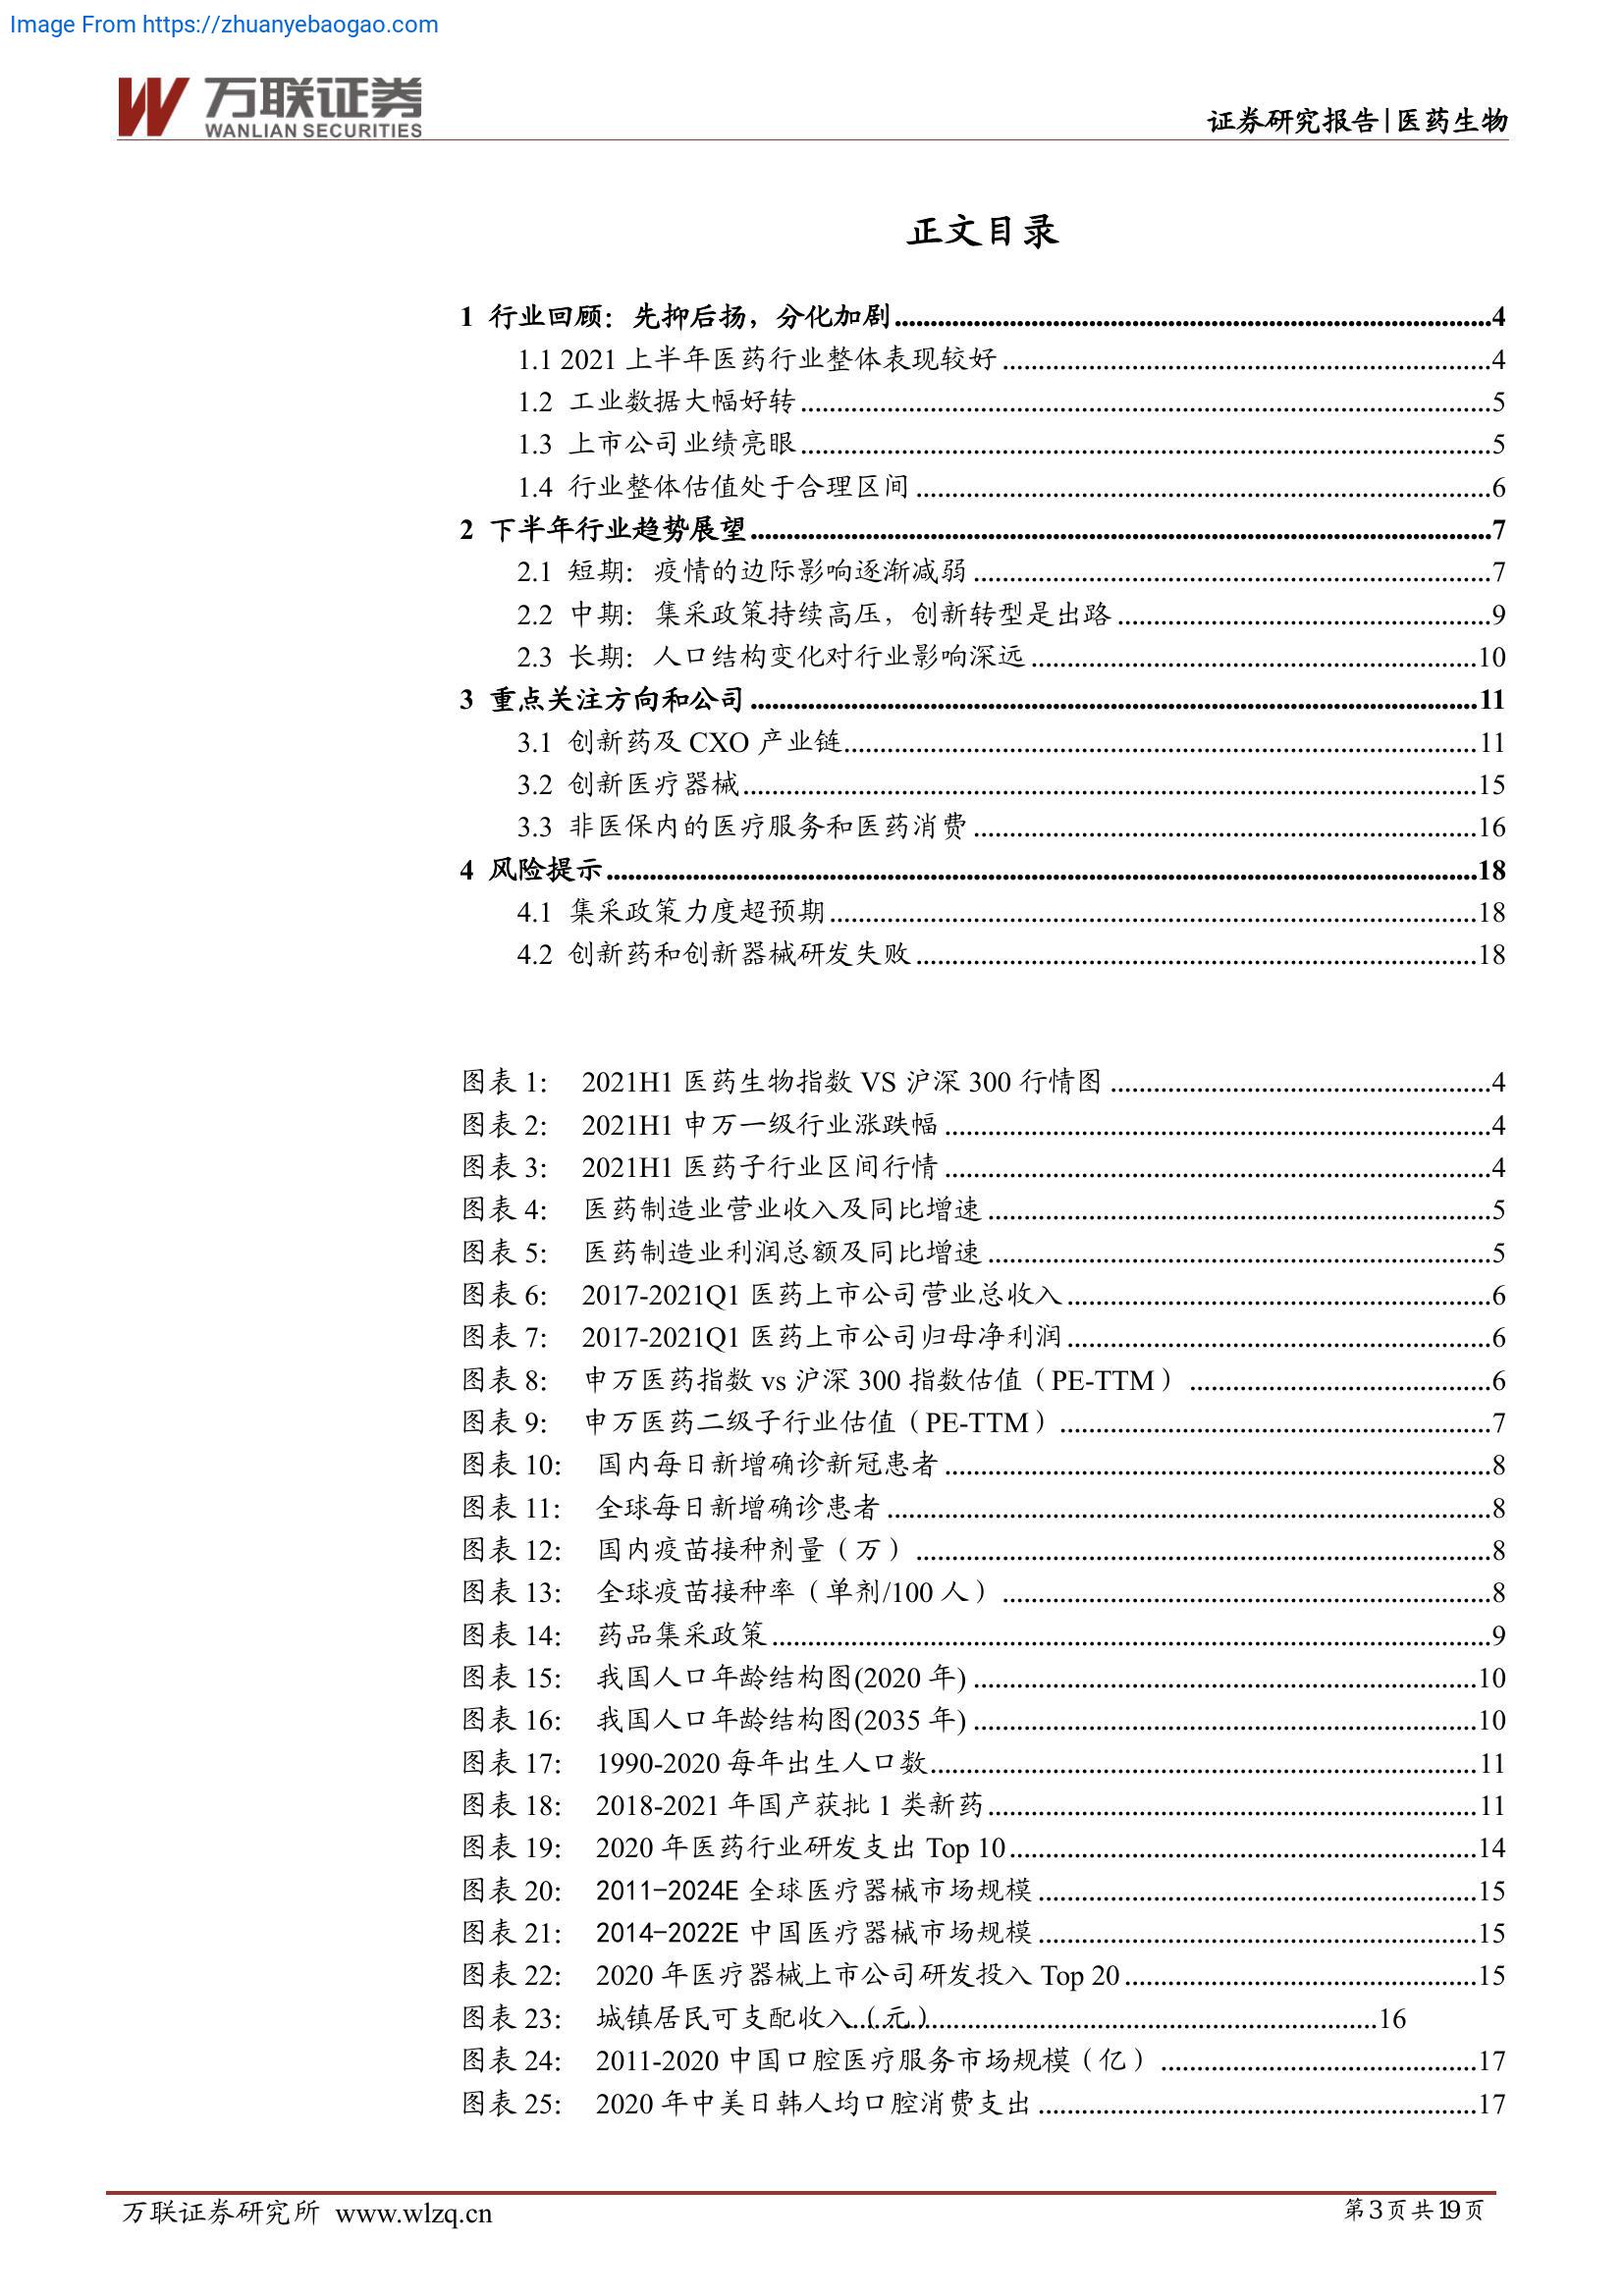 Image From https://zhuanyebaogao.com
万联证券
WANLIAN SECURITIES
证券研究报告|医药生物
正文目录
1 行业回顾：先抑后扬，分化加剧...........4
1.1 2021 上半年医药行业整体表现较好...........4
1.2 工业数据大幅好转...........5
1.3 上市公司业绩亮眼...........5
1.4 行业整体估值处于合理区间...........6
2 下半年行业趋势展望...........7
2.1 短期：疫情的边际影响逐渐减弱...........7
2.2 中期：集采政策持续高压，创新转型是出路...........9
2.3 长期：人口结构变化对行业影响深远...........10
3 重点关注方向和公司...........11
3.1 创新药及 CXO 产业链...........11
3.2 创新医疗器械...........15
3.3 非医保内的医疗服务和医药消费...........16
4 风险提示...........18
4.1 集采政策力度超预期...........18
4.2 创新药和创新器械研发失败...........18
图表 1： 2021H1 医药生物指数 VS 沪深 300 行情图...........4
图表 2： 2021H1 申万一级行业涨跌幅...........4
图表 3： 2021H1 医药子行业区间行情...........4
图表 4： 医药制造业营业收入及同比增速...........5
图表 5： 医药制造业利润总额及同比增速...........5
图表 6： 2017-2021Q1 医药上市公司营业总收入...........6
图表 7： 2017-2021Q1 医药上市公司归母净利润...........6
图表 8： 申万医药指数 vs 沪深 300 指数估值（PE-TTM）...........6
图表 9： 申万医药二级子行业估值（PE-TTM）...........7
图表 10： 国内每日新增确诊新冠患者...........8
图表 11： 全球每日新增确诊患者...........8
图表 12： 国内疫苗接种剂量（万）...........8
图表 13： 全球疫苗接种率（单剂/100 人）...........8
图表 14： 药品集采政策...........9
图表 15： 我国人口年龄结构图(2020 年)...........10
图表 16： 我国人口年龄结构图(2035 年)...........10
图表 17： 1990-2020 每年出生人口数...........11
图表 18： 2018-2021 年国产获批 1 类新药...........11
图表 19： 2020 年医药行业研发支出 Top 10...........14
图表 20： 2011-2024E 全球医疗器械市场规模...........15
图表 21： 2014-2022E 中国医疗器械市场规模...........15
图表 22： 2020 年医疗器械上市公司研发投入 Top 20...........15
图表 23： 城镇居民可支配收入（元）...........16
图表 24： 2011-2020 中国口腔医疗服务市场规模（亿）...........17
图表 25： 2020 年中美日韩人均口腔消费支出...........17
万联证券研究所 www.wlzq.cn
第 3 页 共 19 页